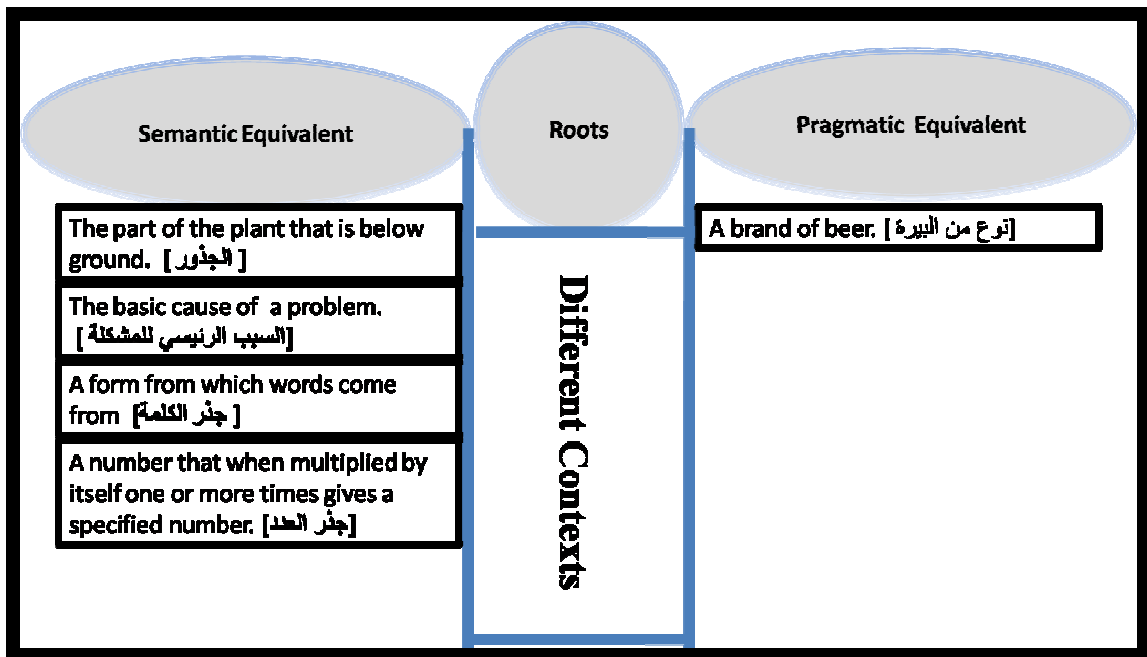 Semantic Equivalent
Roots
Pragmatic Equivalent
The part of the plant that is below
ground. [الجذور ]
The basic cause of a problem.
[السبب الرئيسي للمشكلة ]
A form from which words come
from [جذر الكلمة ]
A number that when multiplied by
itself one or more times gives a
specified number. [جذر العدد]
Different Contexts
A brand of beer. [نوع من البيرة ]